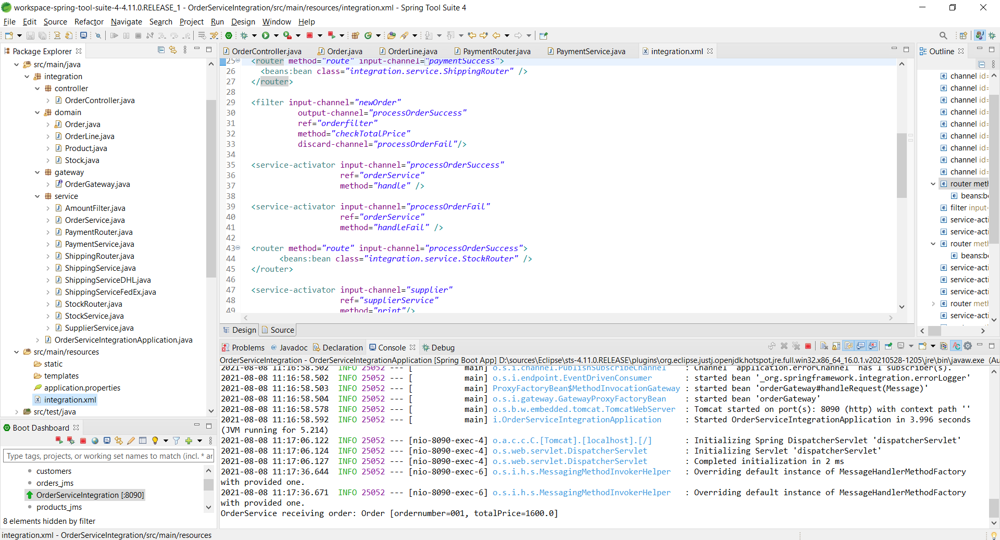 workspace-spring-tool-suite-4-4.11.0.RELEASE_1 - OrderServiceIntegration/src/main/resources/integration.xml - Spring Tool Suite 4
File Edit Source Refactor Navigate Search Project Run Design Window Help
Package Explorer
src/main/java
integration
controller
OrderController.java
domain
Order.java
OrderLine.java
Product.java
Stock.java
gateway
OrderGateway.java
service
AmountFilter.java
OrderService.java
PaymentRouter.java
PaymentService.java
ShippingRouter.java
ShippingService.java
ShippingServiceDHL.java
ShippingServiceFedEx.java
StockRouter.java
StockService.java
SupplierService.java
OrderServiceIntegrationApplication.java
src/main/resources
static
templates
application.properties
integration.xml
src/test/java
Boot Dashboard
Type tags, projects, or working set names to match (incl. * ar
customers
orders_jms
OrderServiceIntegration [:8090]
products_jms
8 elements hidden by filter
OrderController.java Order.java OrderLine.java PaymentRouter.java PaymentService.java integration.xml
25 <router method="route" input-channel="paymentSuccess">
26 <beans:bean class="integration.service.ShippingRouter" />
27 </router>
28
29 <filter input-channel="newOrder"
30 output-channel="processOrderSuccess"
31 ref="orderfilter"
32 method="checkTotalPrice"
33 discard-channel="processOrderFail"/>
34
35 <service-activator input-channel="processOrderSuccess"
36 ref="orderService"
37 method="handle" />
38
39 <service-activator input-channel="processOrderFail"
40 ref="orderService"
41 method="handleFail" />
42
43 <router method="route" input-channel="processOrderSuccess">
44 <beans:bean class="integration.service.StockRouter" />
45 </router>
46
47 <service-activator input-channel="supplier"
48 ref="supplierService"
49 method="print"/>
Design Source
Outline
channel id=
channel id=
channel id=
channel id=
channel id=
channel id=
channel id=
channel id=
channel id=
router meth
beans:be
filter input-
service-acti
service-acti
router meth
beans:be
service-acti
service-acti
service-acti
router meth
service-acti
Problems @ Javadoc Declaration Console Debug
OrderServiceIntegration - OrderServiceIntegrationApplication [Spring Boot App] D:\sources\Eclipse\sts-4.11.0.RELEASE\plugins\org.eclipse.justj.openjdk.hotspot.jre.full.win32.x86_64_16.0.1.v20210528-1205\jre\bin\javaw.exe (Au
2021-08-08 11:16:58.502 INFO 25052 --- [ main] o.s.i.channel.PublishSubscribeChannel : Channel 'application.errorChannel' has 1 subscriber(s).
2021-08-08 11:16:58.502 INFO 25052 --- [ main] o.s.i.endpoint.EventDrivenConsumer : started bean '_org.springframework.integration.errorLogger'
2021-08-08 11:16:58.503 INFO 25052 --- [ main] ProxyFactoryBean$MethodInvocationGateway : started bean 'orderGateway#handleRequest(Message)'
2021-08-08 11:16:58.504 INFO 25052 --- [ main] o.s.i.gateway.GatewayProxyFactoryBean : started bean 'orderGateway'
2021-08-08 11:16:58.578 INFO 25052 --- [ main] o.s.b.w.embedded.tomcat.TomcatWebServer : Tomcat started on port(s): 8090 (http) with context path ''
2021-08-08 11:16:58.592 INFO 25052 --- [ main] i.OrderServiceIntegrationApplication : Started OrderServiceIntegrationApplication in 3.996 seconds
(JVM running for 5.214)
2021-08-08 11:17:06.122 INFO 25052 --- [nio-8090-exec-4] o.a.c.c.C.[Tomcat].[localhost].[/] : Initializing Spring DispatcherServlet 'dispatcherServlet'
2021-08-08 11:17:06.124 INFO 25052 --- [nio-8090-exec-4] o.s.web.servlet.DispatcherServlet : Initializing Servlet 'dispatcherServlet'
2021-08-08 11:17:06.127 INFO 25052 --- [nio-8090-exec-4] o.s.web.servlet.DispatcherServlet : Completed initialization in 2 ms
2021-08-08 11:17:36.644 INFO 25052 --- [nio-8090-exec-6] o.s.i.h.s.MessagingMethodInvokerHelper : Overriding default instance of MessageHandlerMethodFactory
with provided one.
2021-08-08 11:17:36.671 INFO 25052 --- [nio-8090-exec-6] o.s.i.h.s.MessagingMethodInvokerHelper : Overriding default instance of MessageHandlerMethodFactory
with provided one.
OrderService receiving order: Order [ordernumber=001, totalPrice=1600.0]
integration.xml - OrderServiceIntegration/src/main/resources